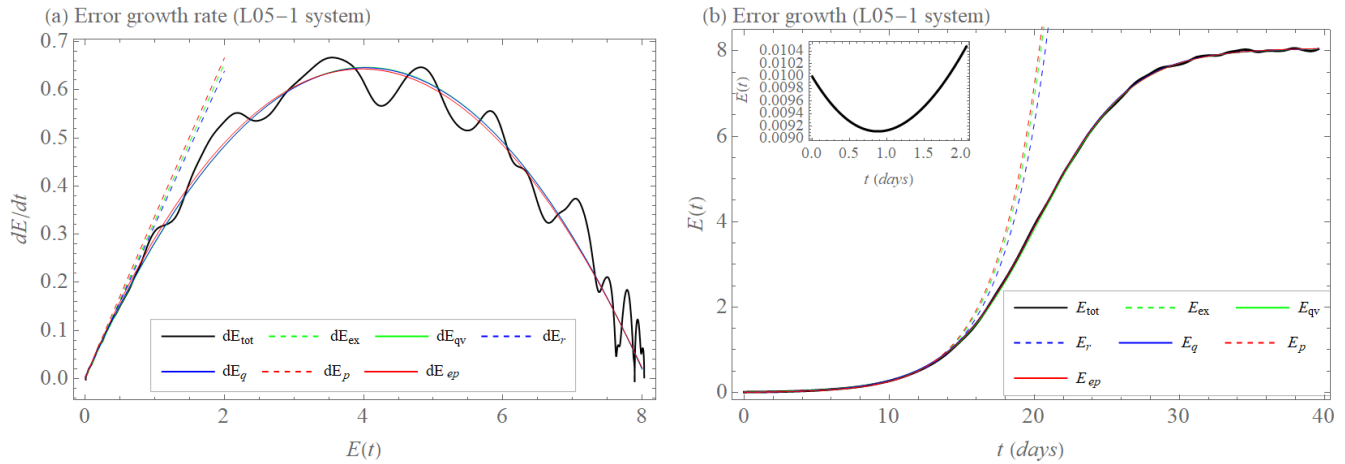 (a) Error growth rate (L05−1 system)
0.7
0.6
0.5
0.4
0.3
0.2
0.1
0.0
dE/dt
0 2 4 6 8
E(t)
dE_tot dE_ex dE_qv dE_r
dE_q dE_p dE_ep
(b) Error growth (L05−1 system)
8
6
4
2
0
E(t)
0.0104
0.0102
0.0100
0.0098
0.0096
0.0094
0.0092
0.0090
E(t)
0.0 0.5 1.0 1.5 2.0
t (days)
E_tot E_ex E_qv
E_r E_q E_p
E_ep
0 10 20 30 40
t (days)